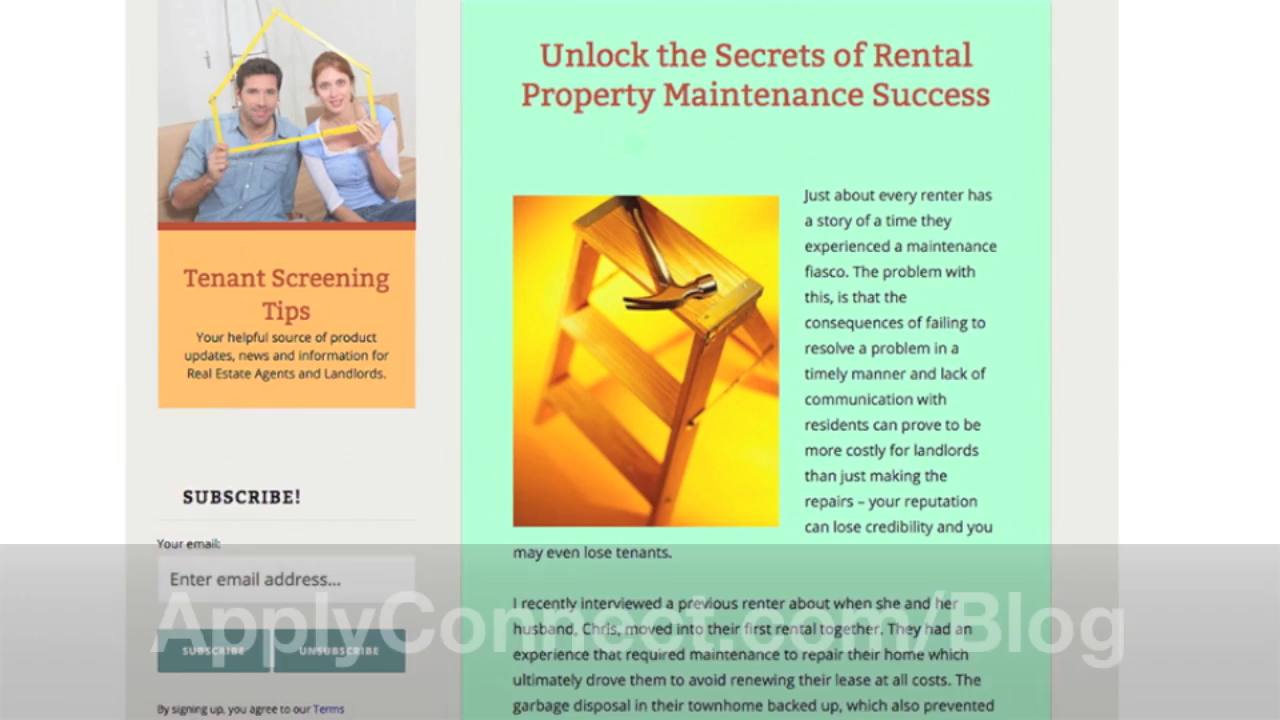 Tenant Screening
Tips
Your helpful source of product
updates, news and information for
Real Estate Agents and Landlords.
SUBSCRIBE!
Your email:
Enter email address...
SUBSCRIBE
UNSUBSCRIBE
By signing up, you agree to our Terms
Unlock the Secrets of Rental
Property Maintenance Success
Just about every renter has
a story of a time they
experienced a maintenance
fiasco. The problem with
this, is that the
consequences of failing to
resolve a problem in a
timely manner and lack of
communication with
residents can prove to be
more costly for landlords
than just making the
repairs – your reputation
can lose credibility and you
may even lose tenants.
I recently interviewed a previous renter about when she and her
husband, Chris, moved into their first rental together. They had an
experience that required maintenance to repair their home which
ultimately drove them to avoid renewing their lease at all costs. The
garbage disposal in their townhome backed up, which also prevented
ApplyConnect.com/Blog